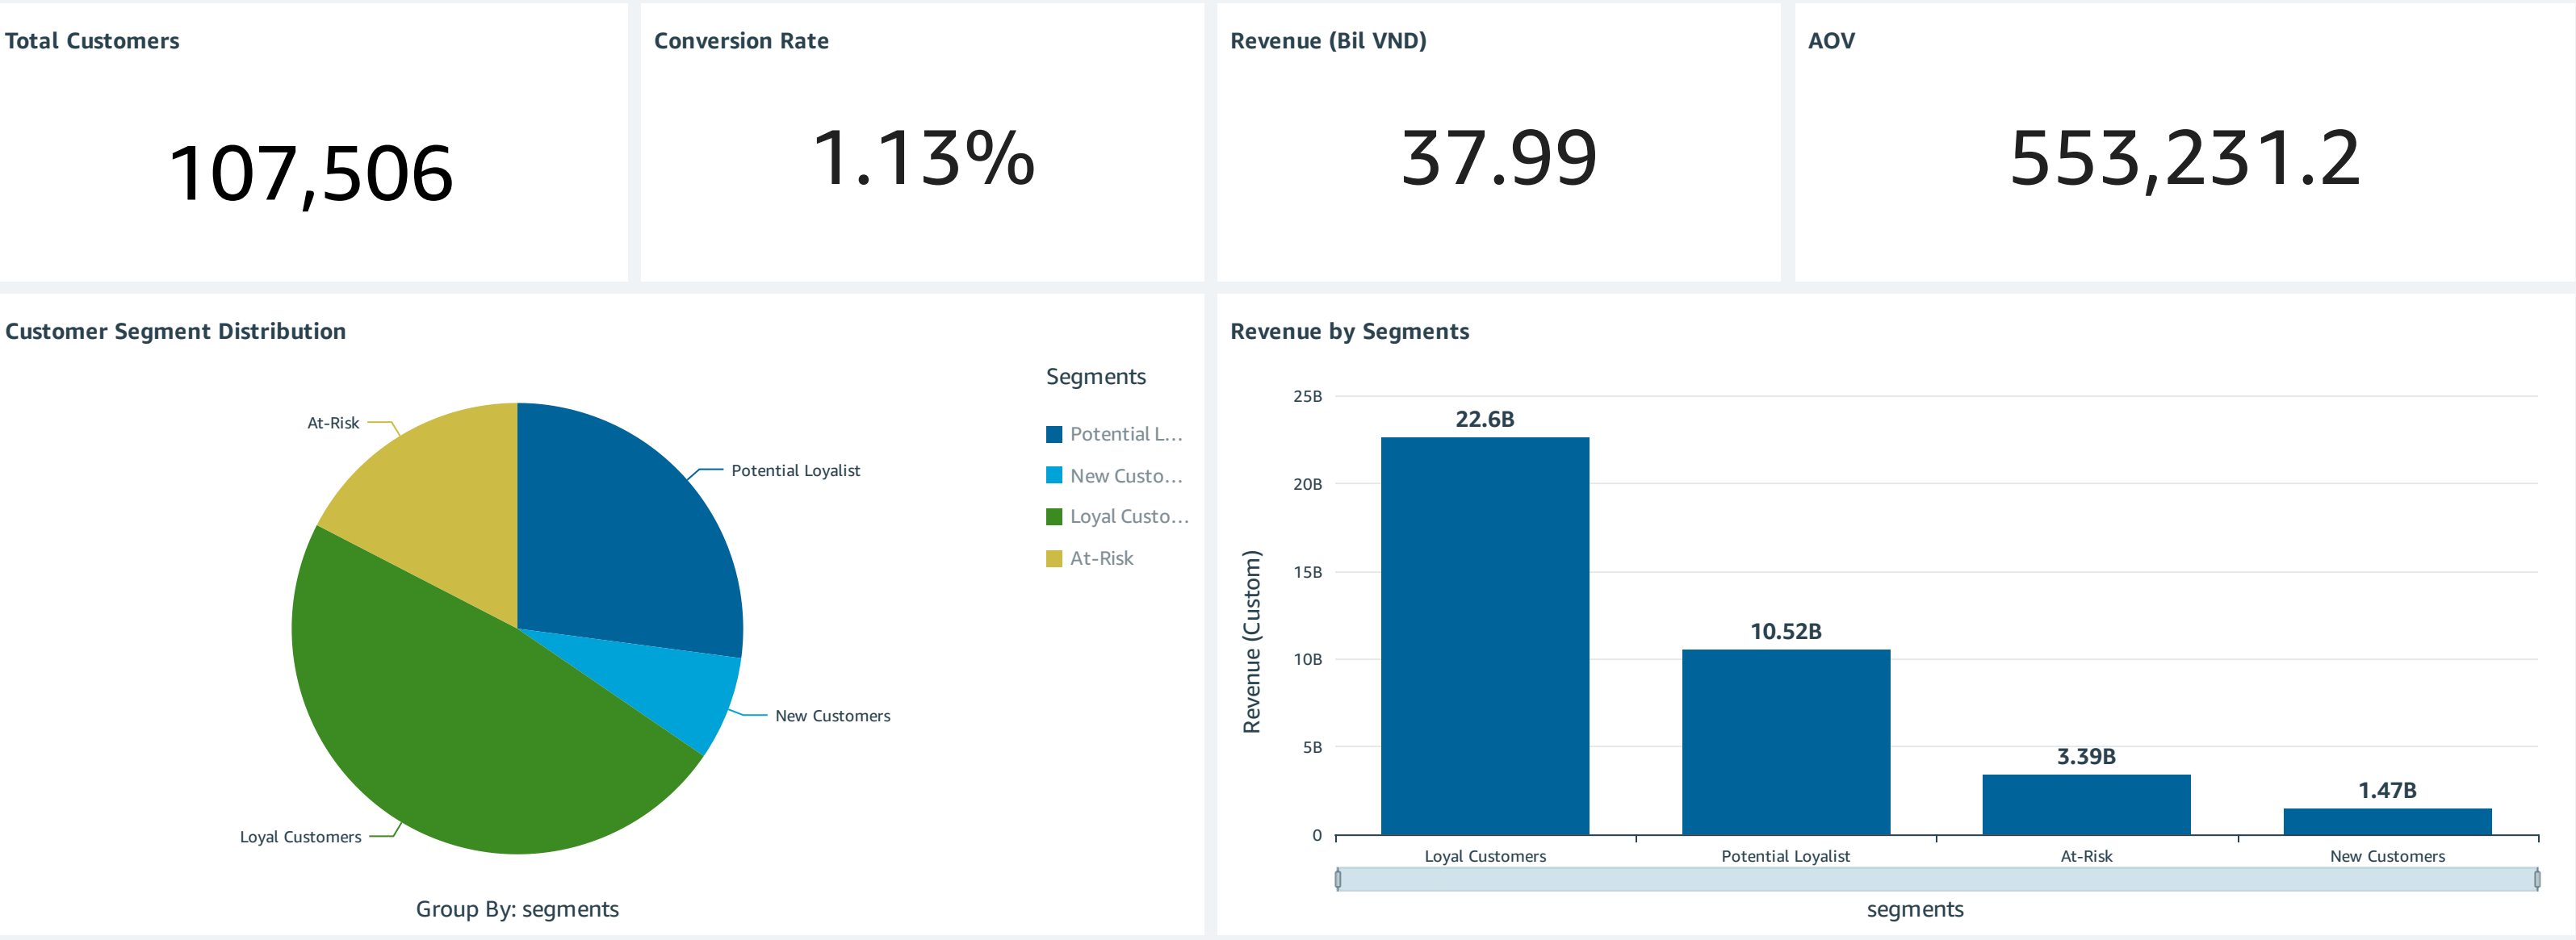 Total Customers
107,506
Conversion Rate
1.13%
Revenue (Bil VND)
37.99
AOV
553,231.2
Customer Segment Distribution
At-Risk
Potential Loyalist
New Customers
Loyal Customers
Group By: segments
Segments
Potential L...
New Custo...
Loyal Custo...
At-Risk
Revenue by Segments
Revenue (Custom)
25B
20B
15B
10B
5B
0
22.6B
10.52B
3.39B
1.47B
Loyal Customers
Potential Loyalist
At-Risk
New Customers
segments